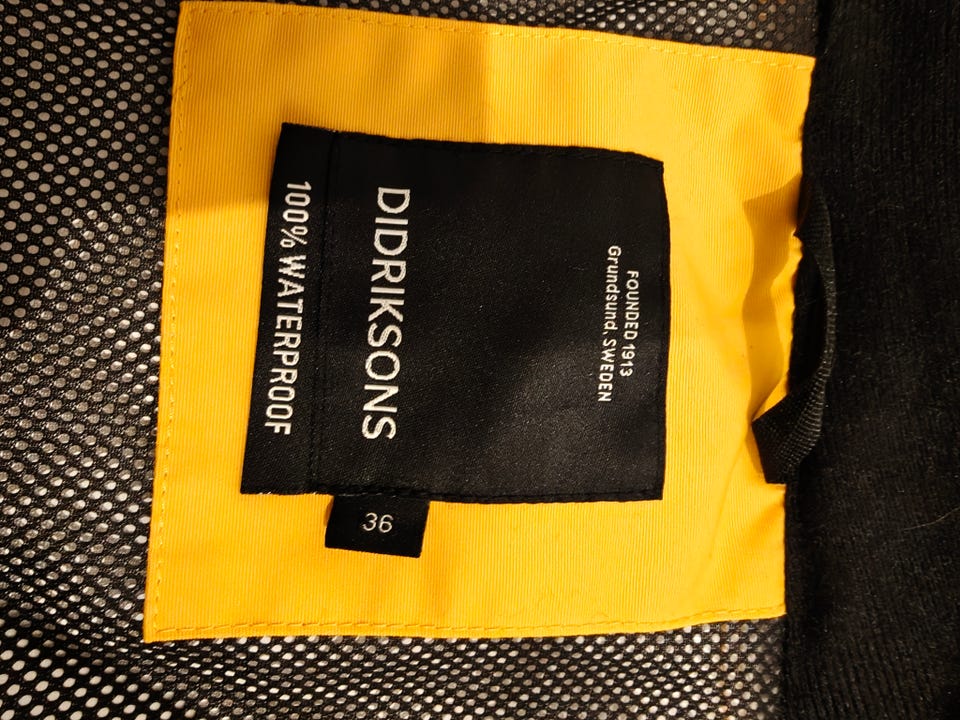 FOUNDED 1913
Grundsund, SWEDEN
DIDRIKSONS
100% WATERPROOF
36